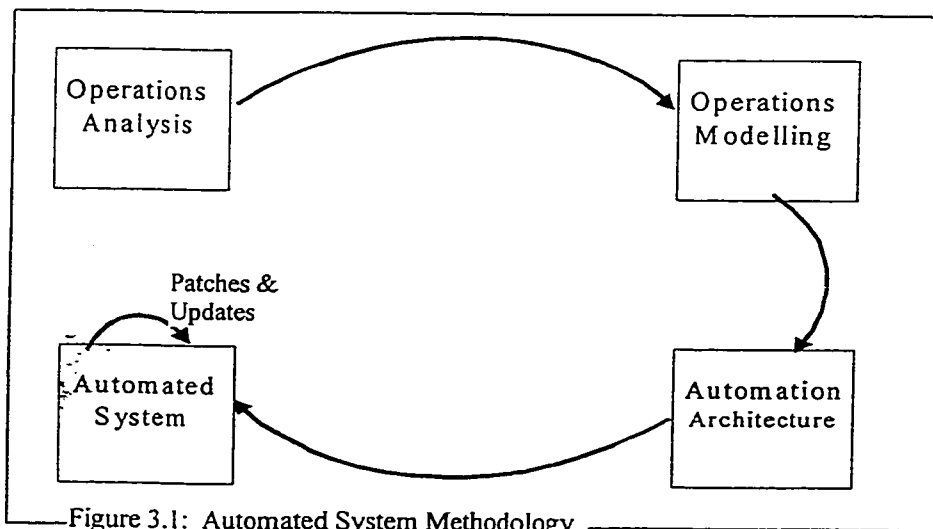 Operations
Analysis
Operations
Modelling
Patches &
Updates
Automated
System
Automation
Architecture
Figure 3.1: Automated System Methodology